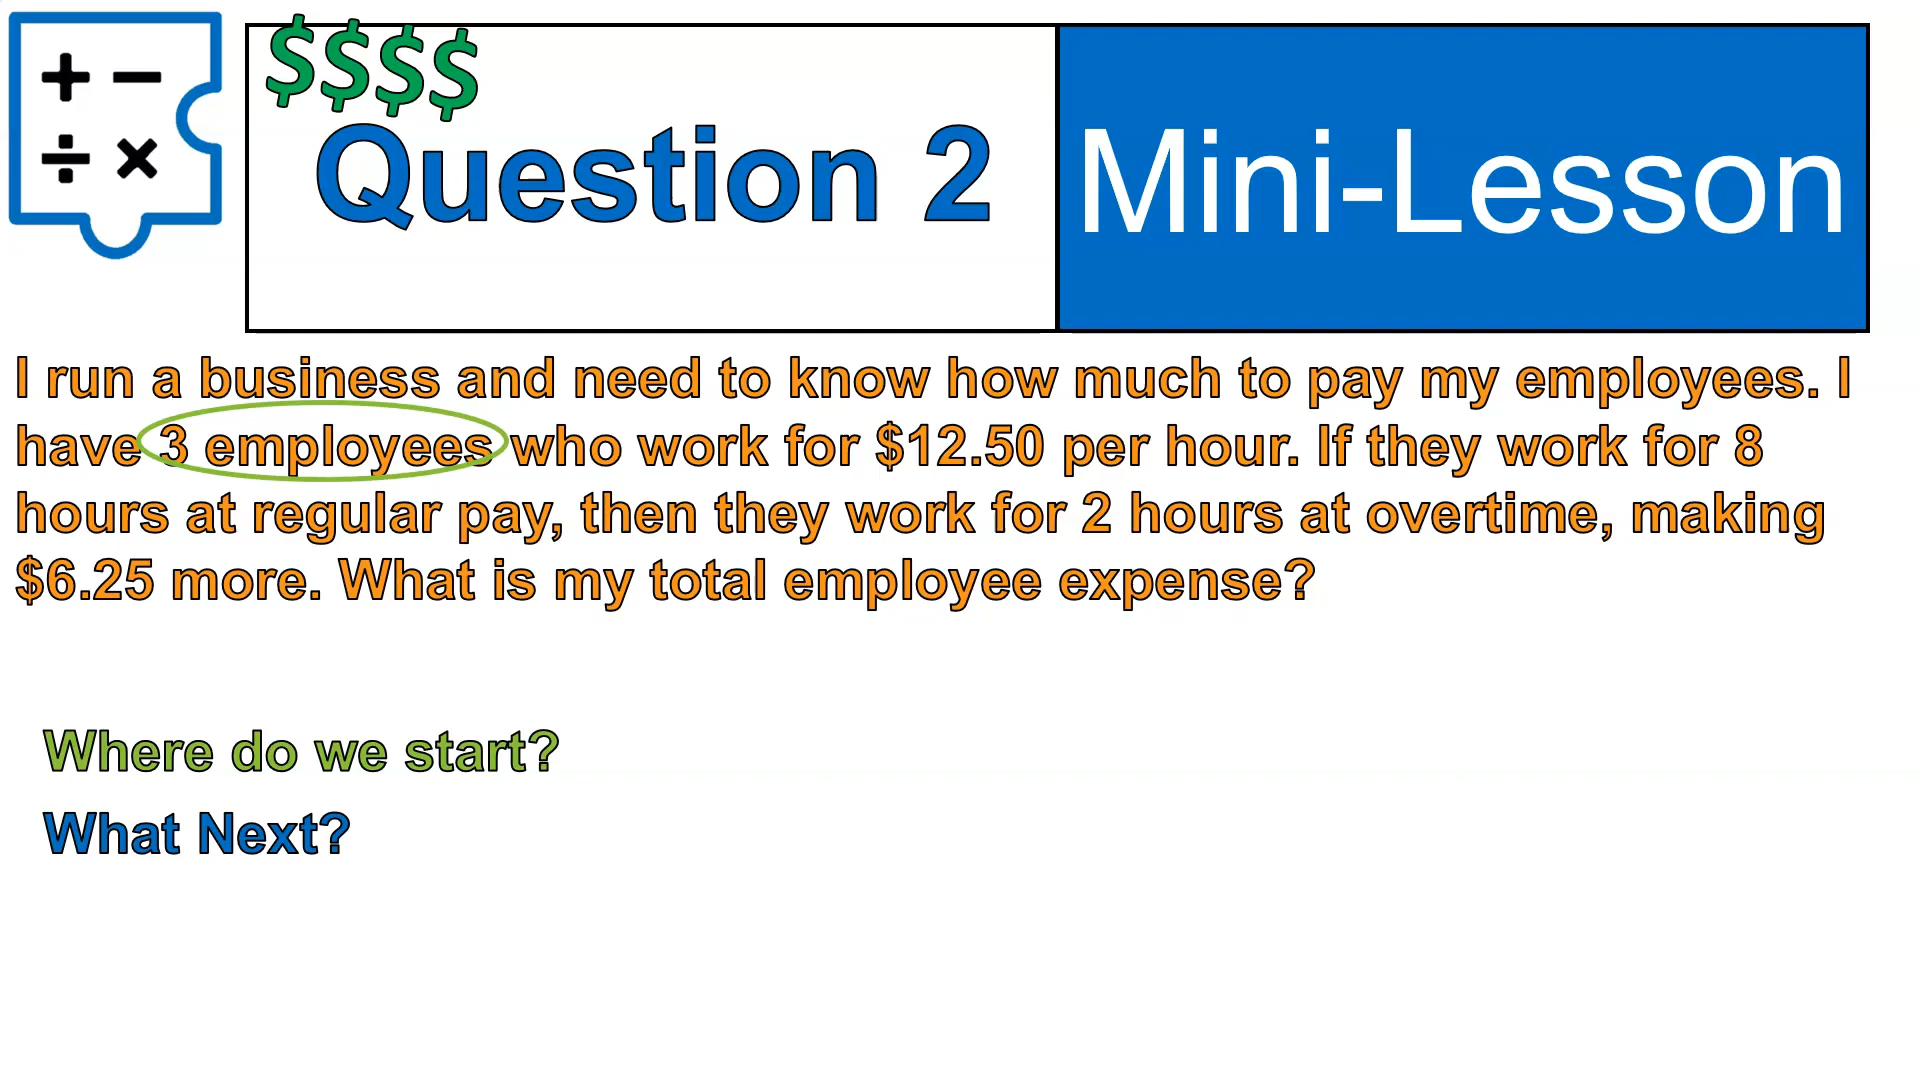 + −
÷ ×
$$$$
Question 2
Mini-Lesson
I run a business and need to know how much to pay my employees. I
have 3 employees who work for $12.50 per hour. If they work for 8
hours at regular pay, then they work for 2 hours at overtime, making
$6.25 more. What is my total employee expense?
Where do we start?
What Next?